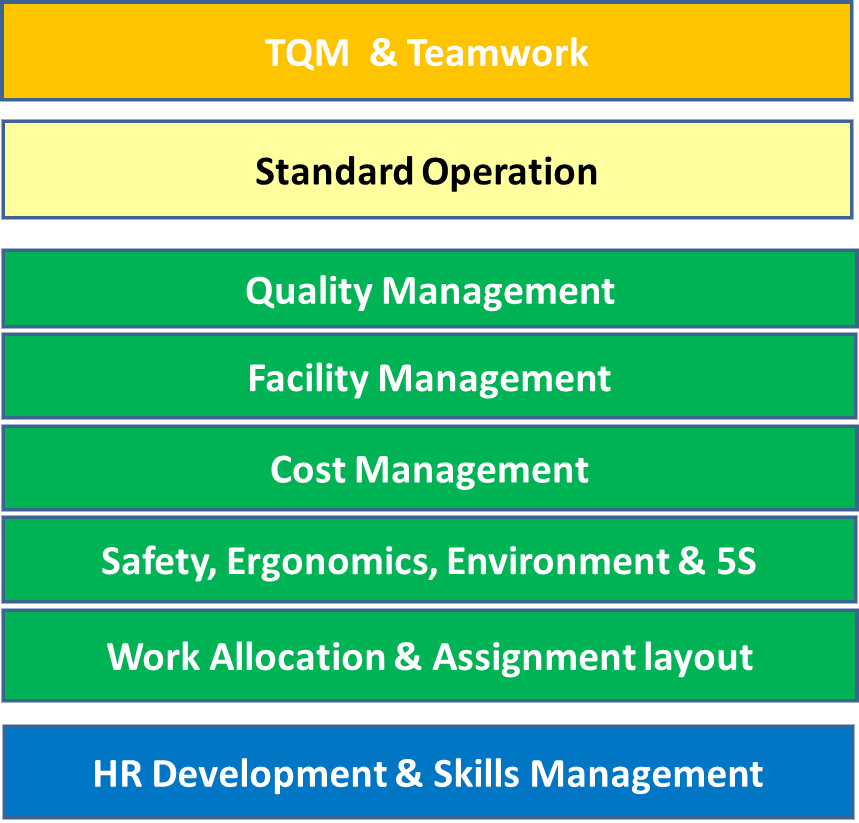 TQM & Teamwork
Standard Operation
Quality Management
Facility Management
Cost Management
Safety, Ergonomics, Environment & 5S
Work Allocation & Assignment layout
HR Development & Skills Management